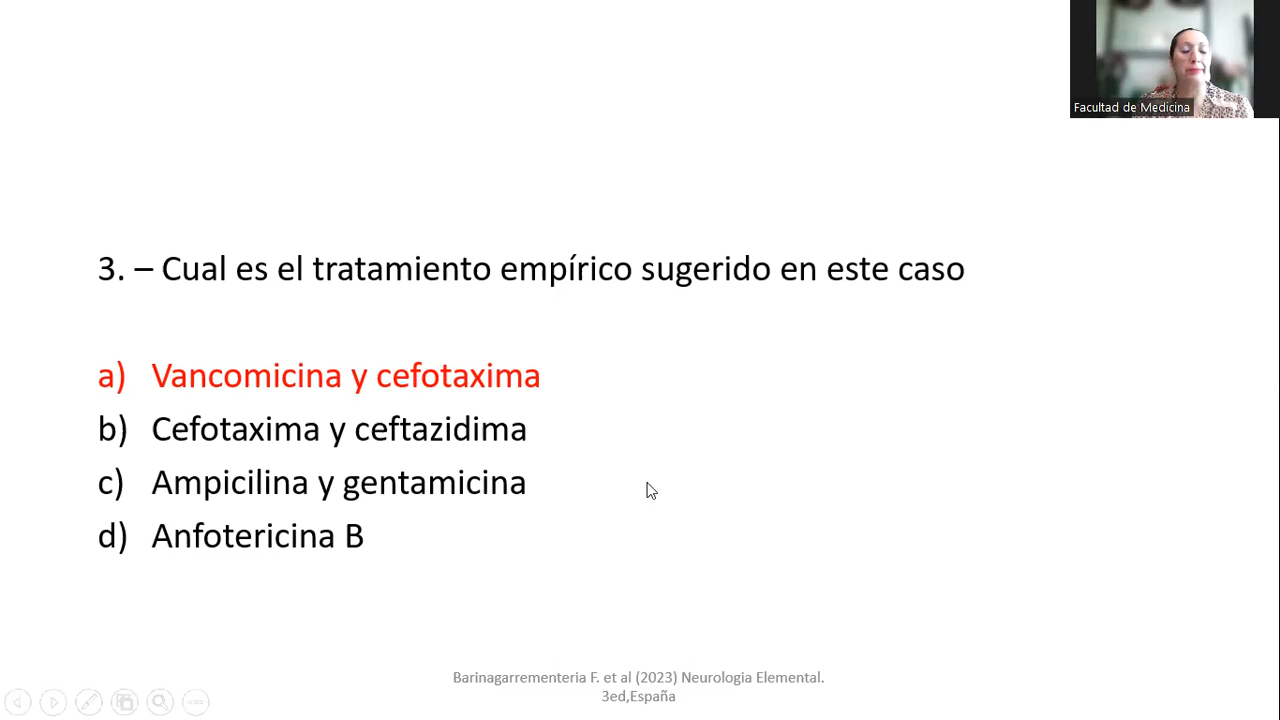 Facultad de Medicina
3. – Cual es el tratamiento empírico sugerido en este caso
a) Vancomicina y cefotaxima
b) Cefotaxima y ceftazidima
c) Ampicilina y gentamicina
d) Anfotericina B
Barinagarrementeria F. et al (2023) Neurologia Elemental.
3ed,España